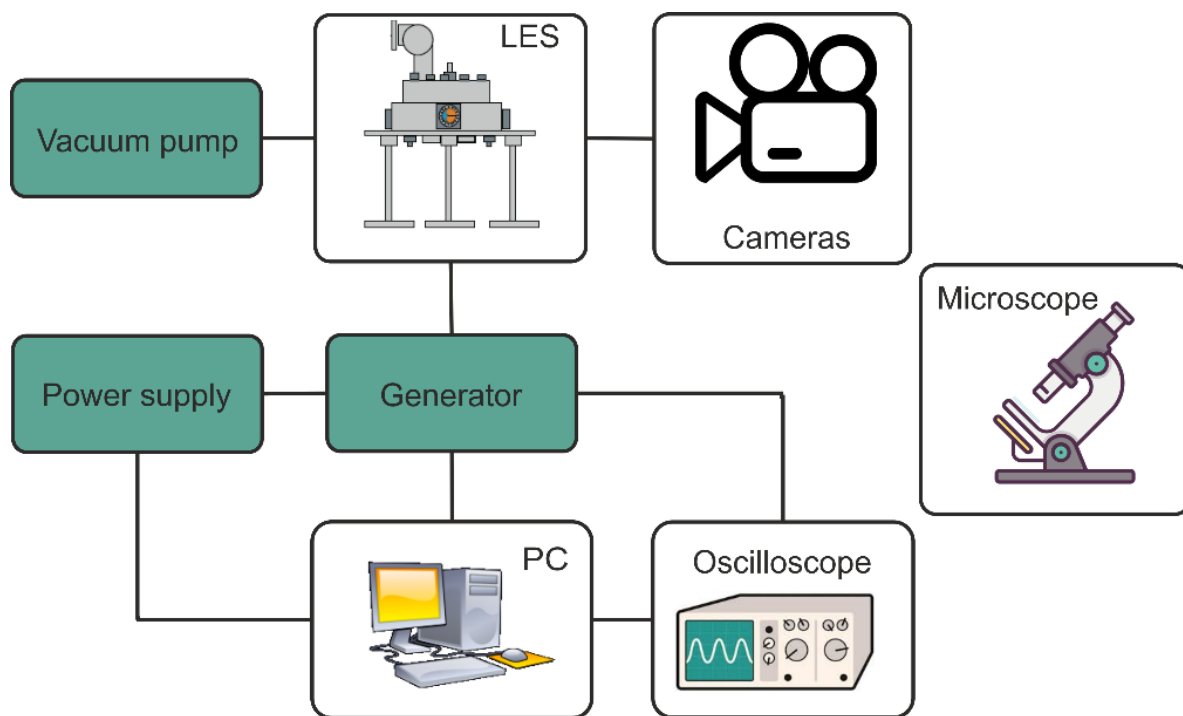 LES
Vacuum pump
Cameras
Microscope
Power supply
Generator
PC
Oscilloscope